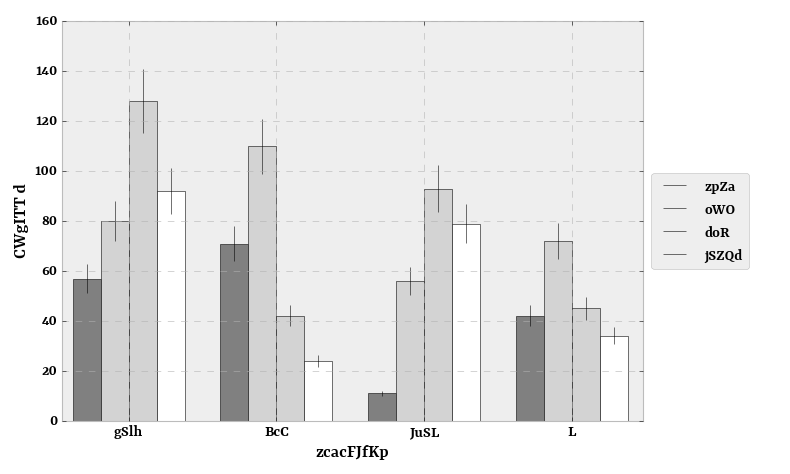 160
140
120
100
80
60
40
20
0
CWgITT d
gSlh BcC JuSL L
zcacFJfKp
zpZa
oWO
doR
jSZQd